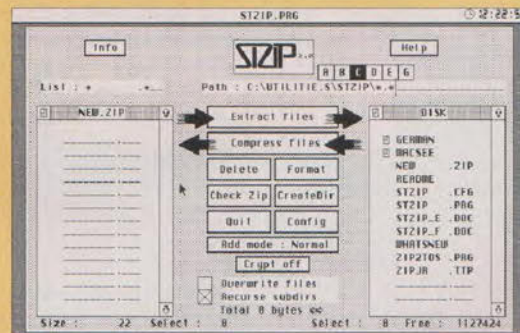 STZIP.PRG 12:22:5
Info
STZIP 2.0
Help
A B C D E G
List : * .*
Path : C:\UTILITIE.S\STZIP\*.*
NEW.ZIP
Extract files
Compress files
Delete Format
Check Zip CreateDir
Quit Config
Add mode : Normal
Crypt off
Overwrite files
Recurse subdirs
Total 0 bytes
DISK
GERMAN
MACSEE
NEW .ZIP
README
STZIP .CFG
STZIP .PRG
STZIP_E .DOC
STZIP_F .DOC
WHATSNEW
ZIP2TOS .PRG
ZIPJR .TTP
Size : 22 Select : 0
Select : 0 Free : 1127424